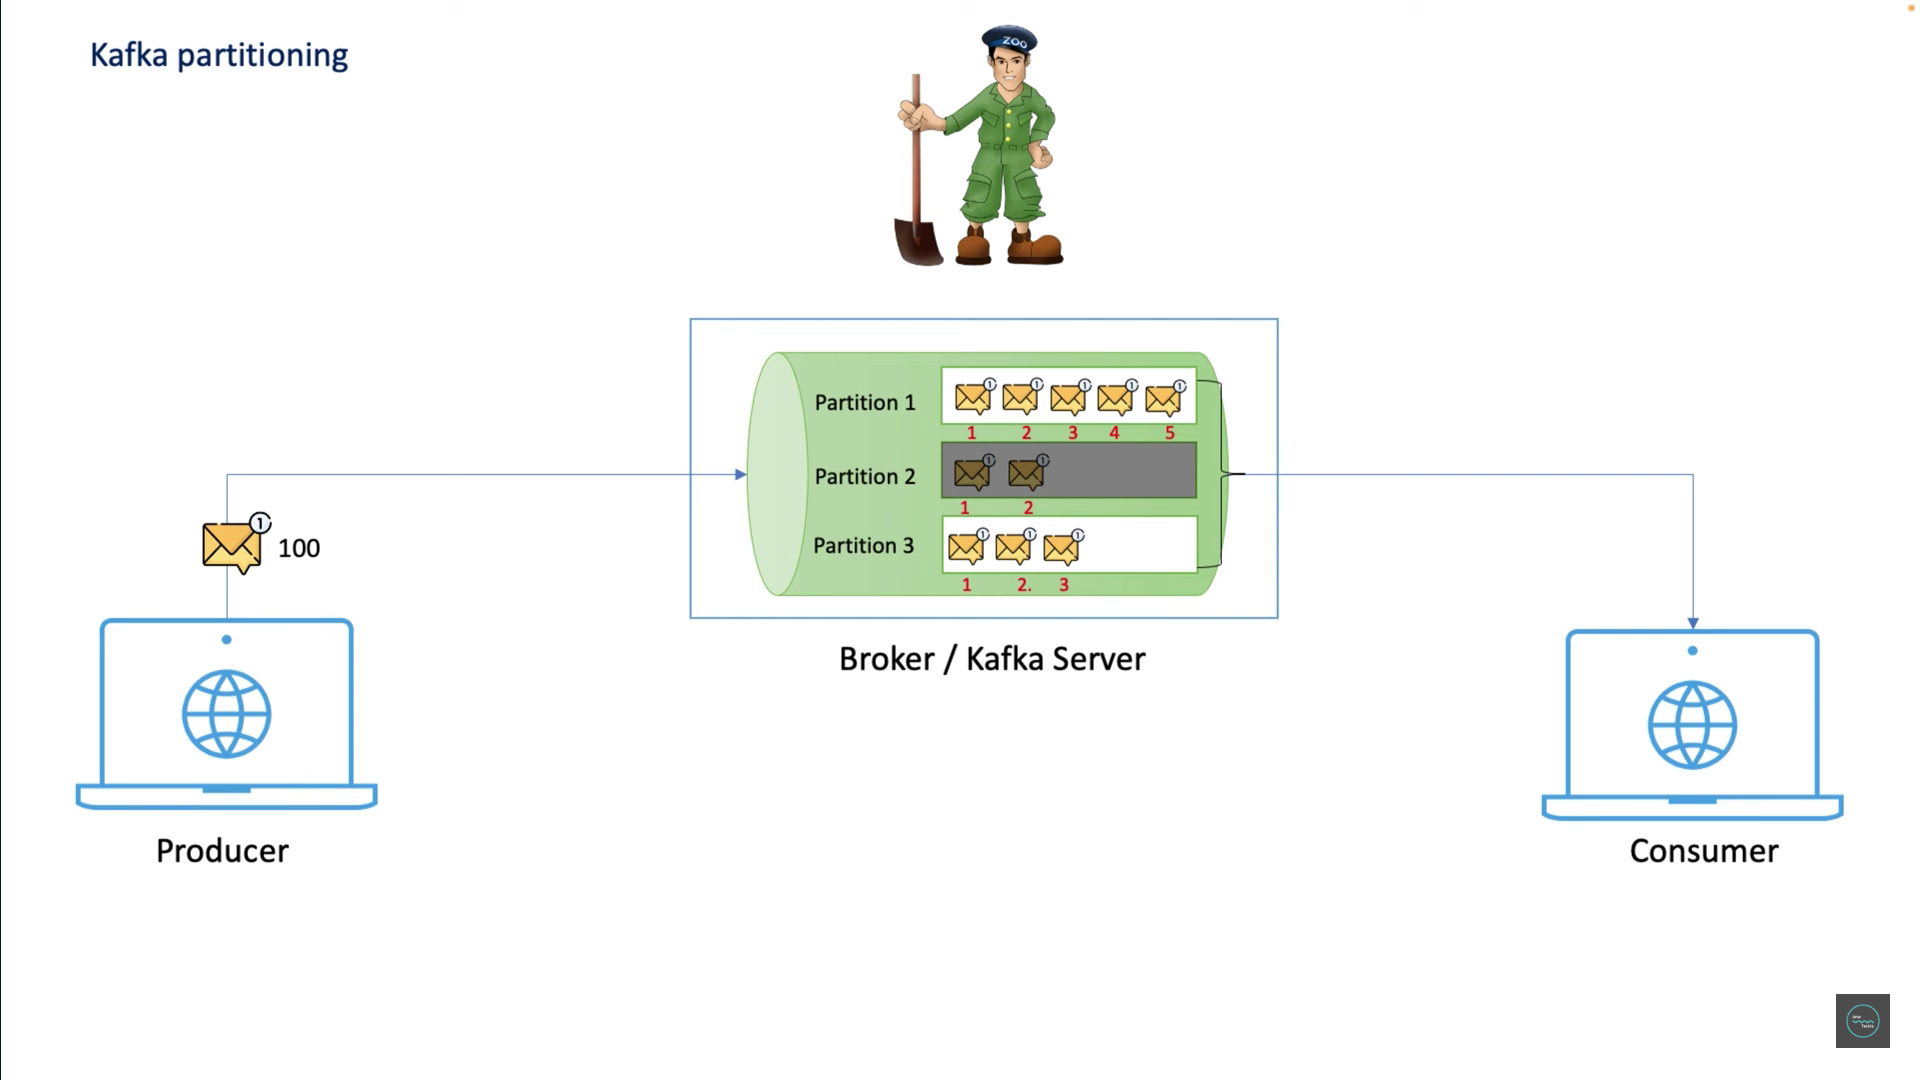 Kafka partitioning
ZOO
Partition 1
1 2 3 4 5
Partition 2
1 2
Partition 3
1 2. 3
100
Broker / Kafka Server
Producer
Consumer